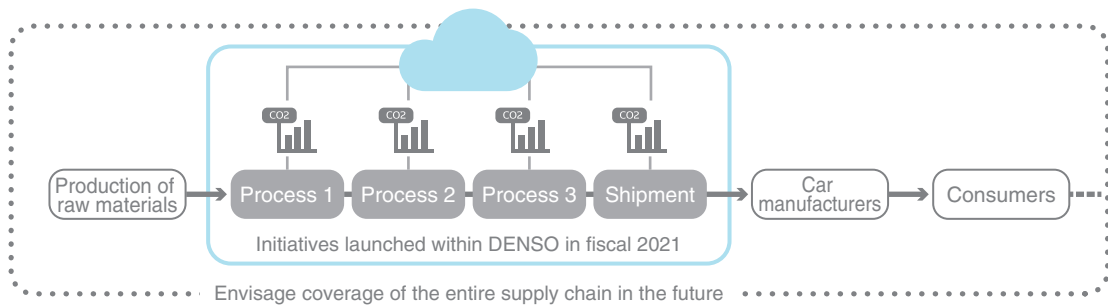 CO2
CO2
CO2
CO2
Production of
raw materials
Process 1
Process 2
Process 3
Shipment
Car
manufacturers
Consumers
Initiatives launched within DENSO in fiscal 2021
Envisage coverage of the entire supply chain in the future